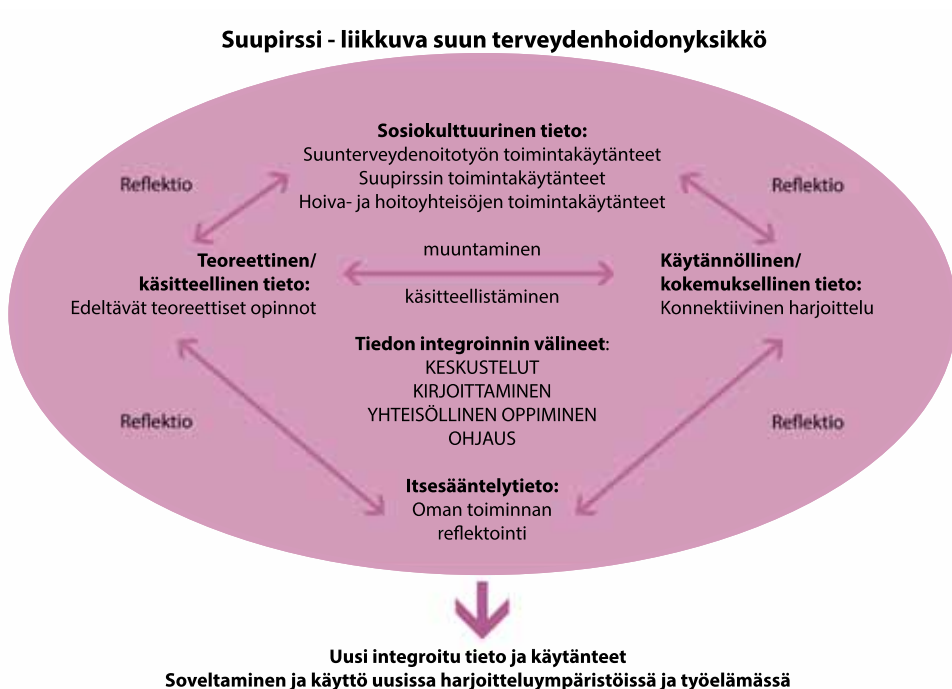 Suupirssi - liikkuva suun terveydenhoidonyksikkö
Sosiokulttuurinen tieto:
Suunterveydenoitotyön toimintakäytänteet
Suupirssin toimintakäytänteet
Hoiva- ja hoitoyhteisöjen toimintakäytänteet
Reflektio
Reflektio
muuntaminen
Teoreettinen/
käsitteellinen tieto:
Edeltävät teoreettiset opinnot
käsitteellistäminen
Käytännöllinen/
kokemuksellinen tieto:
Konnektiivinen harjoittelu
Tiedon integroinnin välineet:
KESKUSTELUT
KIRJOITTAMINEN
YHTEISÖLLINEN OPPIMINEN
OHJAUS
Reflektio
Reflektio
Itsesääntelytieto:
Oman toiminnan
reflektointi
Uusi integroitu tieto ja käytänteet
Soveltaminen ja käyttö uusissa harjoitteluympäristöissä ja työelämässä